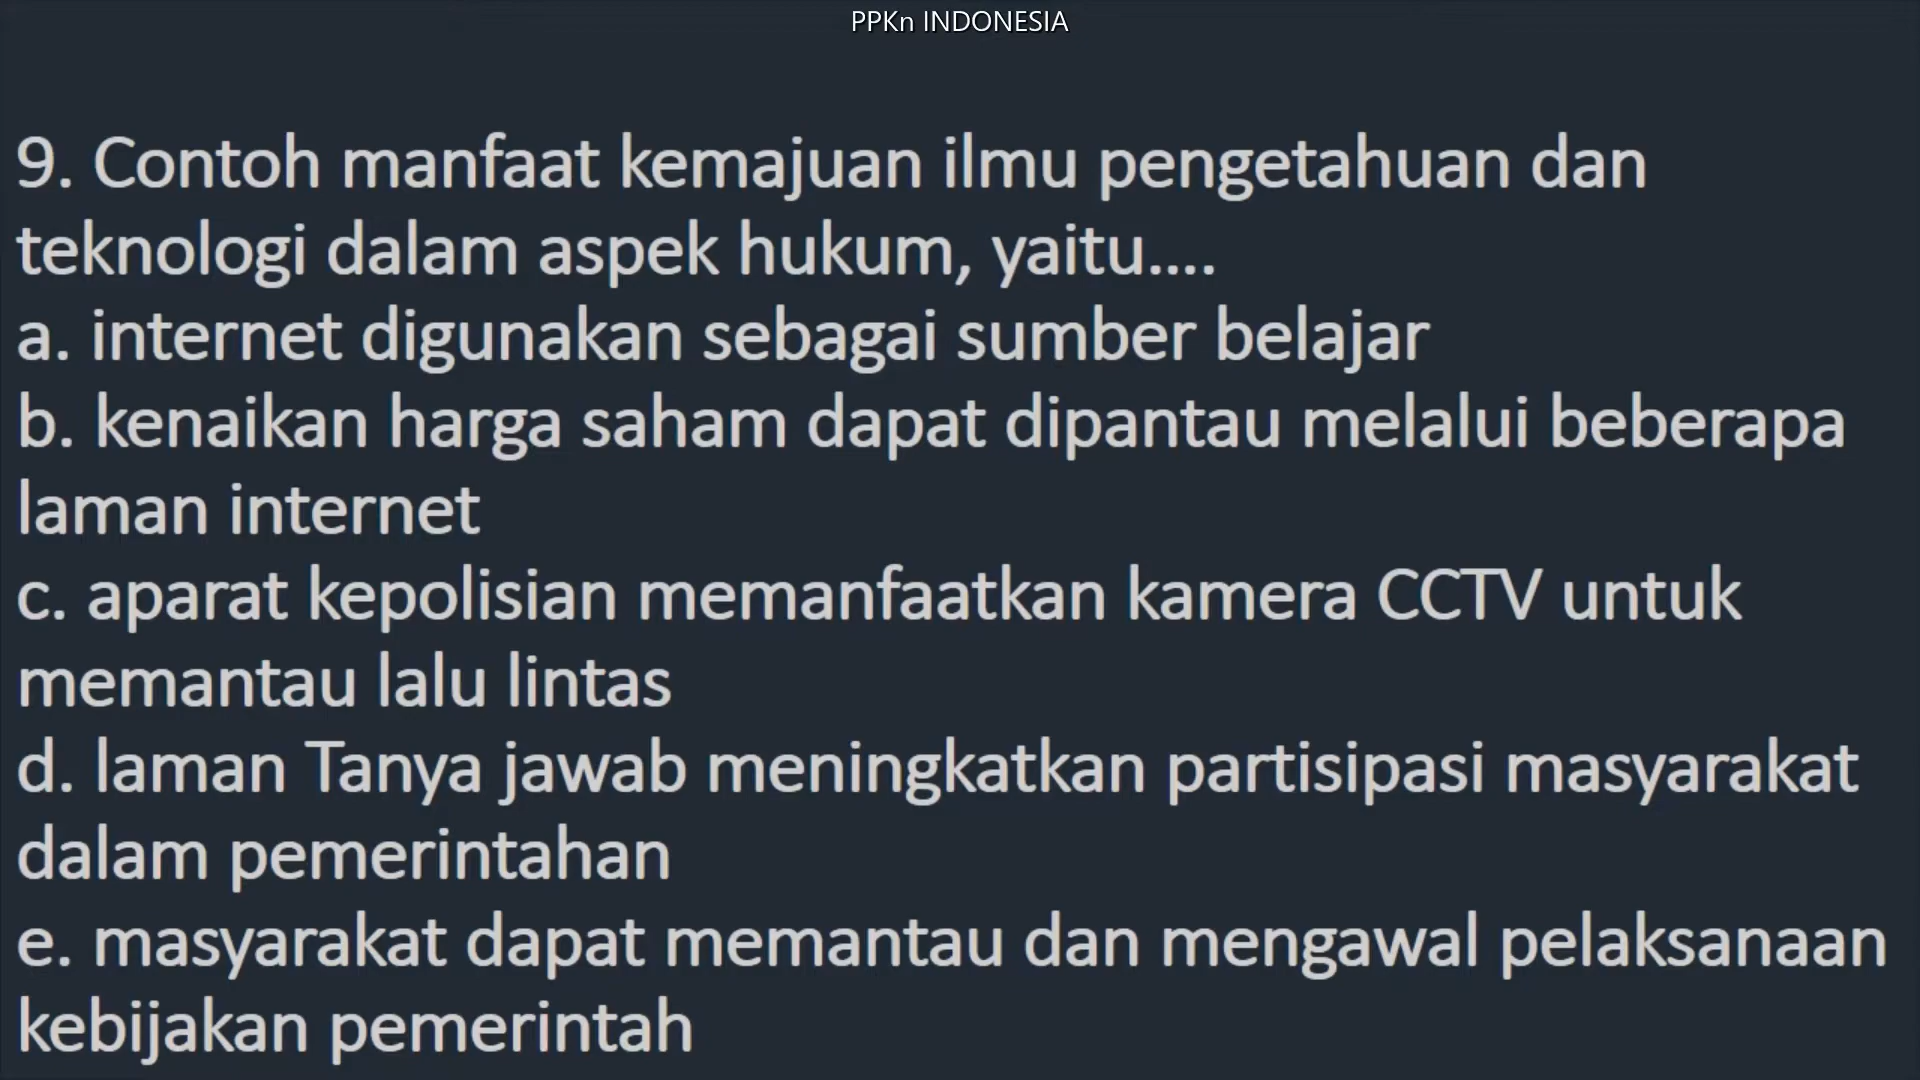 PPKn INDONESIA
9. Contoh manfaat kemajuan ilmu pengetahuan dan
teknologi dalam aspek hukum, yaitu....
a. internet digunakan sebagai sumber belajar
b. kenaikan harga saham dapat dipantau melalui beberapa
laman internet
c. aparat kepolisian memanfaatkan kamera CCTV untuk
memantau lalu lintas
d. laman Tanya jawab meningkatkan partisipasi masyarakat
dalam pemerintahan
e. masyarakat dapat memantau dan mengawal pelaksanaan
kebijakan pemerintah